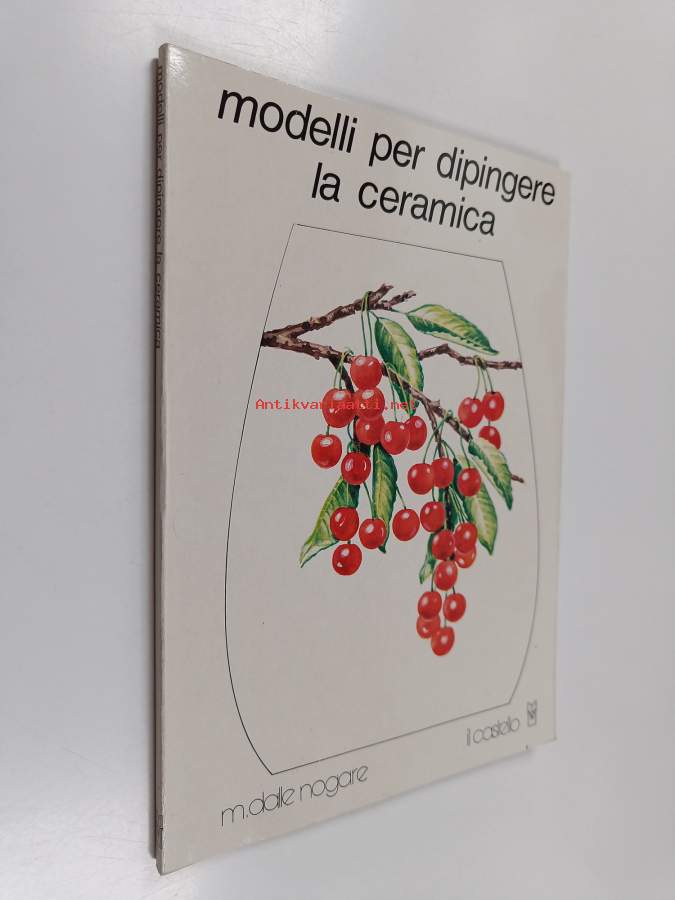 modelli per dipingere
la ceramica
modelli per dipingere la ceramica
Antikvariaatti.net
il castello
m. dalle nogare